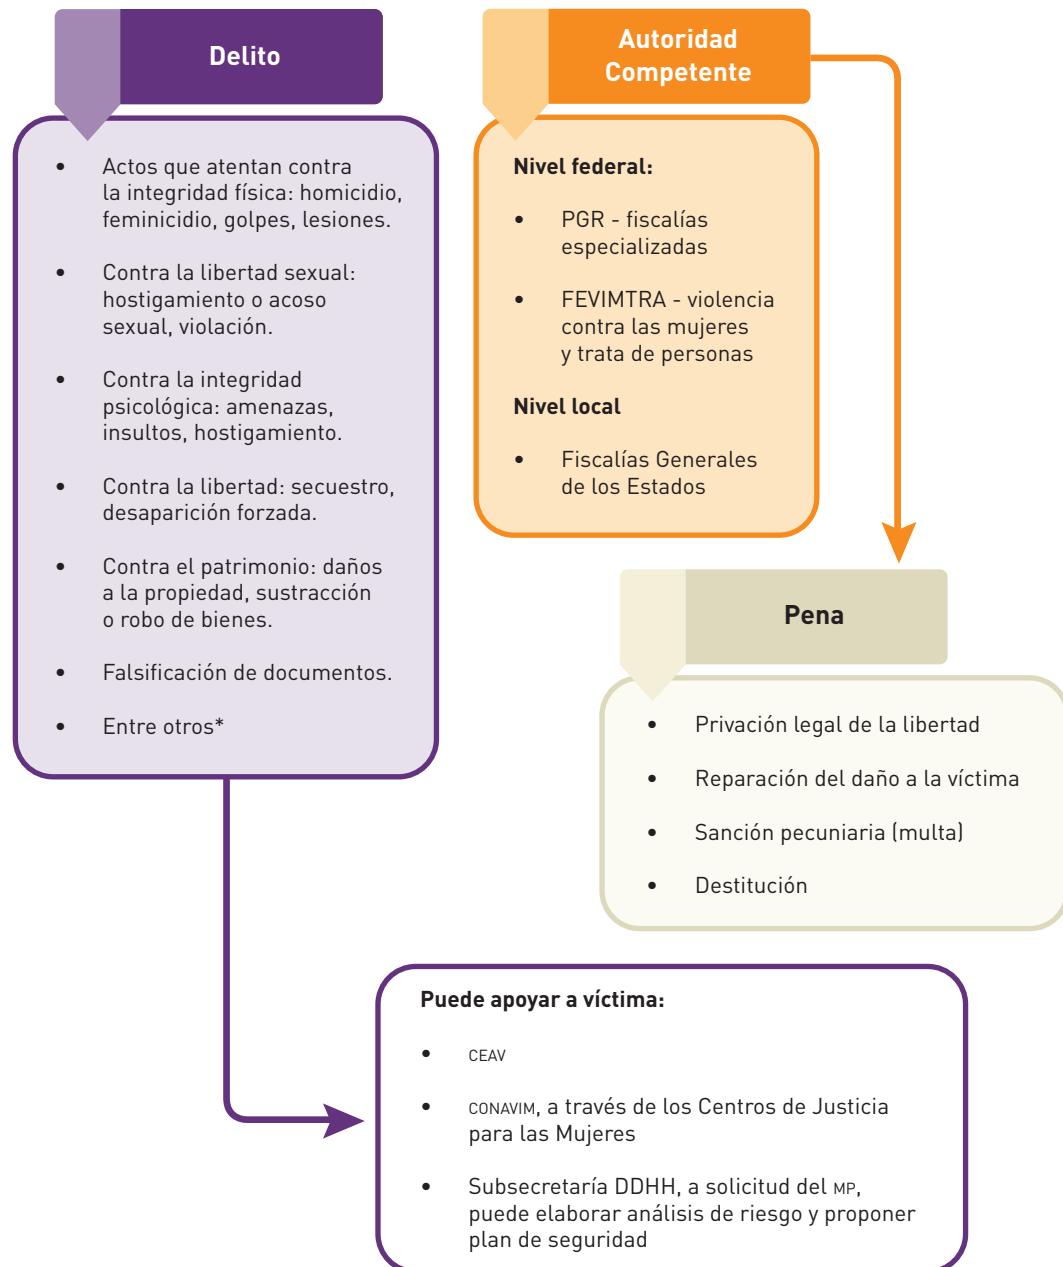 Delito
• Actos que atentan contra
la integridad física: homicidio,
feminicidio, golpes, lesiones.
• Contra la libertad sexual:
hostigamiento o acoso
sexual, violación.
• Contra la integridad
psicológica: amenazas,
insultos, hostigamiento.
• Contra la libertad: secuestro,
desaparición forzada.
• Contra el patrimonio: daños
a la propiedad, sustracción
o robo de bienes.
• Falsificación de documentos.
• Entre otros*
Autoridad
Competente
Nivel federal:
• PGR - fiscalías
especializadas
• FEVIMTRA - violencia
contra las mujeres
y trata de personas
Nivel local
• Fiscalías Generales
de los Estados
Pena
• Privación legal de la libertad
• Reparación del daño a la víctima
• Sanción pecuniaria (multa)
• Destitución
Puede apoyar a víctima:
• CEAV
• CONAVIM, a través de los Centros de Justicia
para las Mujeres
• Subsecretaría DDHH, a solicitud del MP,
puede elaborar análisis de riesgo y proponer
plan de seguridad